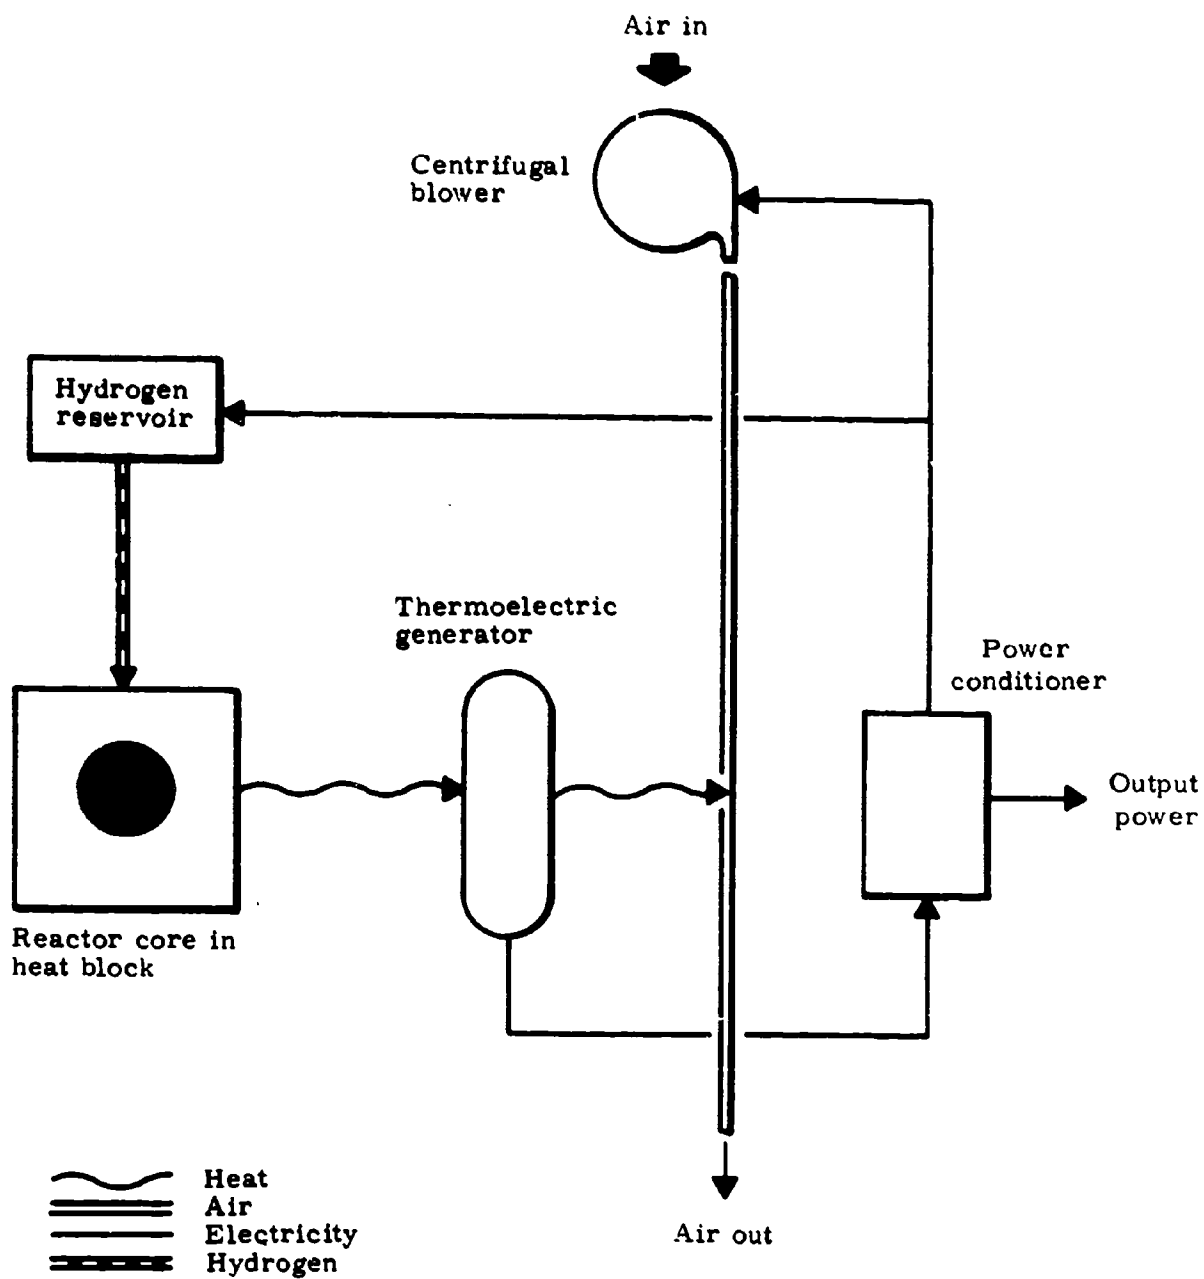 Air in
Centrifugal
blower
Hydrogen
reservoir
Thermoelectric
generator
Power
conditioner
Output
power
Reactor core in
heat block
Heat
Air
Electricity
Hydrogen
Air out